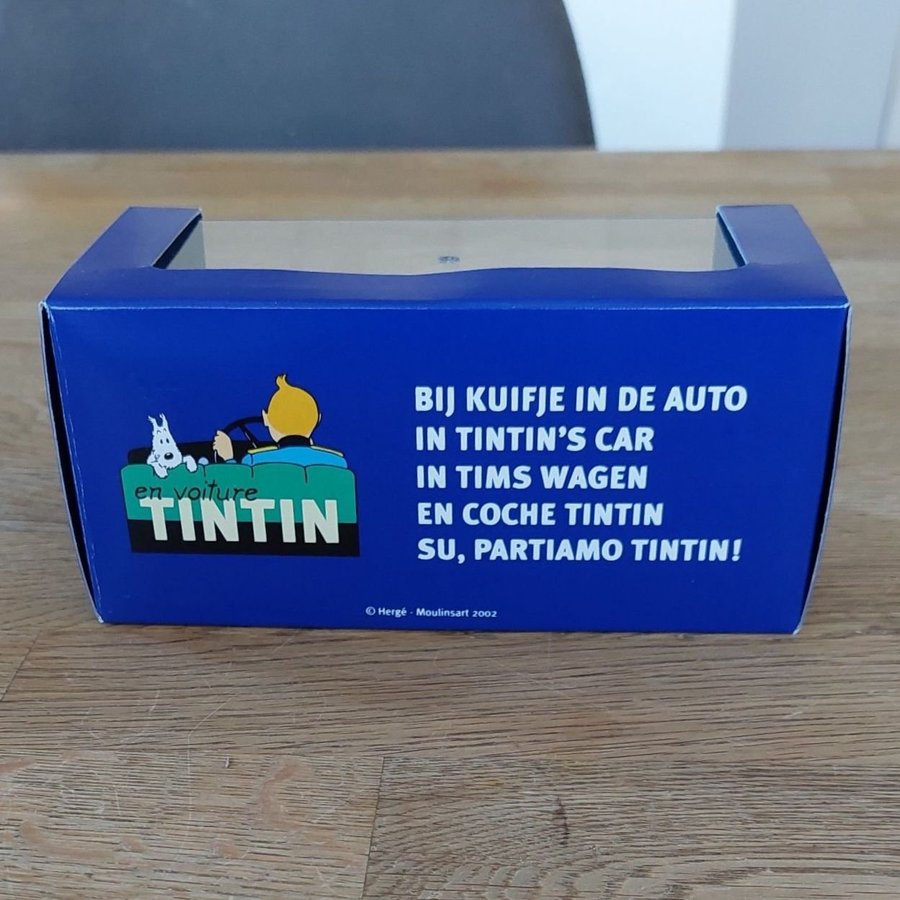 en voiture
TINTIN
BIJ KUIFJE IN DE AUTO
IN TINTIN'S CAR
IN TIMS WAGEN
EN COCHE TINTIN
SU, PARTIAMO TINTIN!
© Hergé - Moulinsart 2002